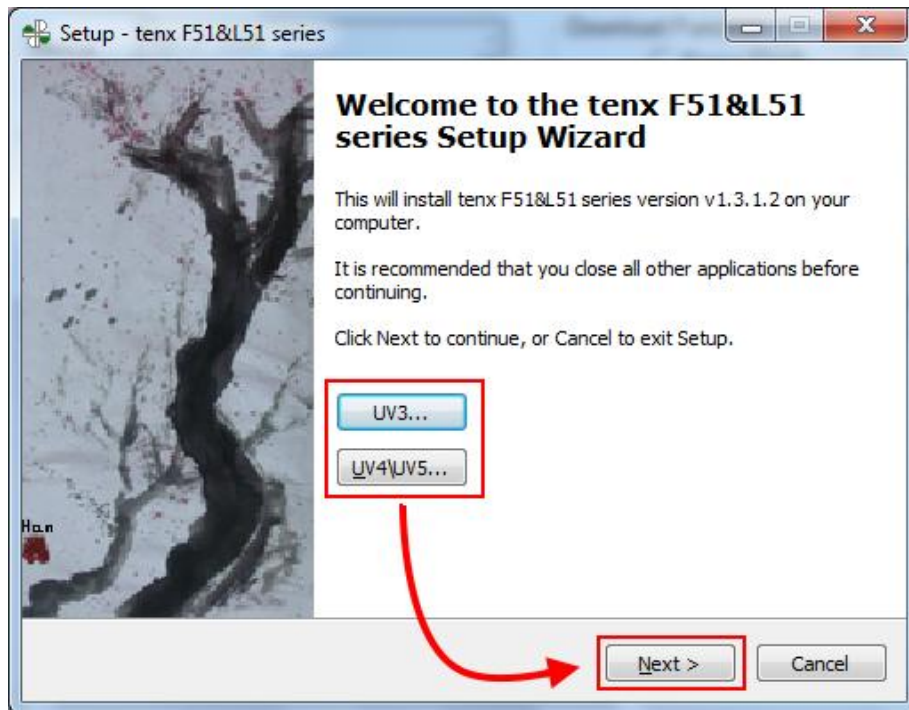 Setup - tenx F51&L51 series
Welcome to the tenx F51&L51
series Setup Wizard
This will install tenx F51&L51 series version v1.3.1.2 on your
computer.
It is recommended that you close all other applications before
continuing.
Click Next to continue, or Cancel to exit Setup.
UV3...
UV4\UV5...
Han
Next >
Cancel